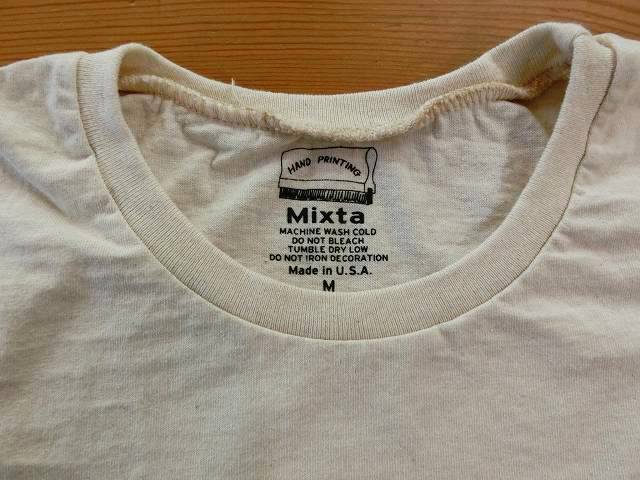 HAND PRINTING
Mixta
MACHINE WASH COLD
DO NOT BLEACH
TUMBLE DRY LOW
DO NOT IRON DECORATION
Made in U.S.A.
M